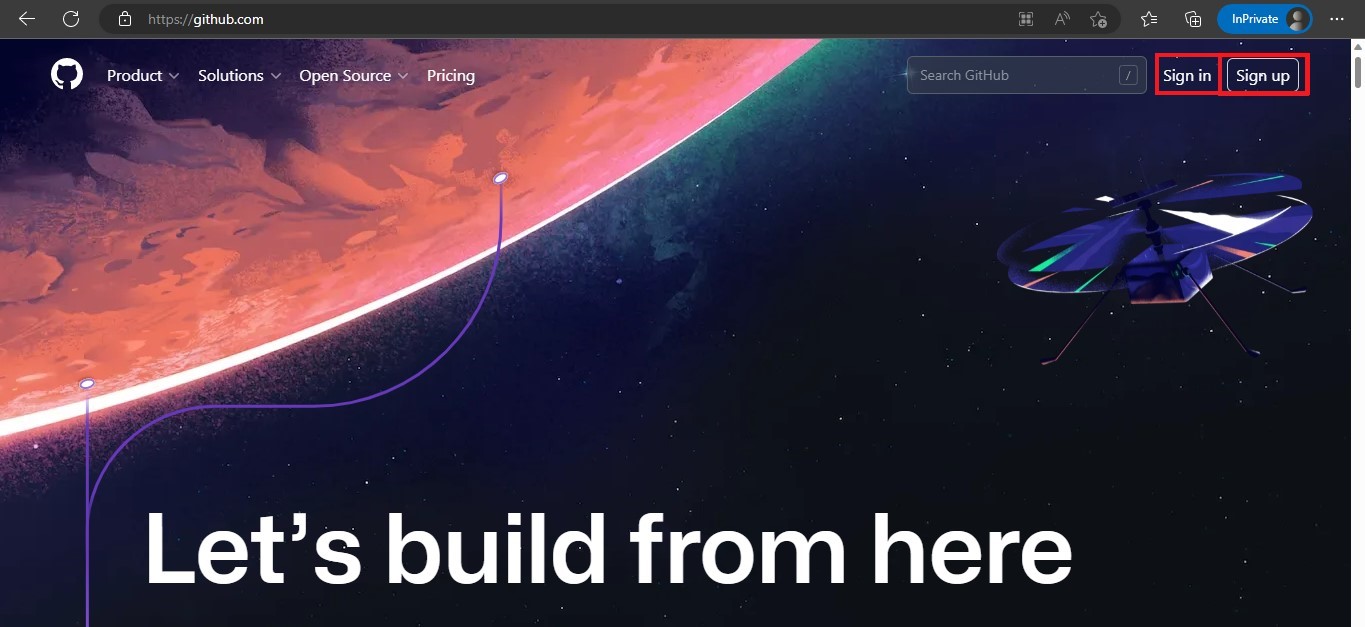 https://github.com
InPrivate
Product Solutions Open Source Pricing
Search GitHub /
Sign in Sign up
Let’s build from here